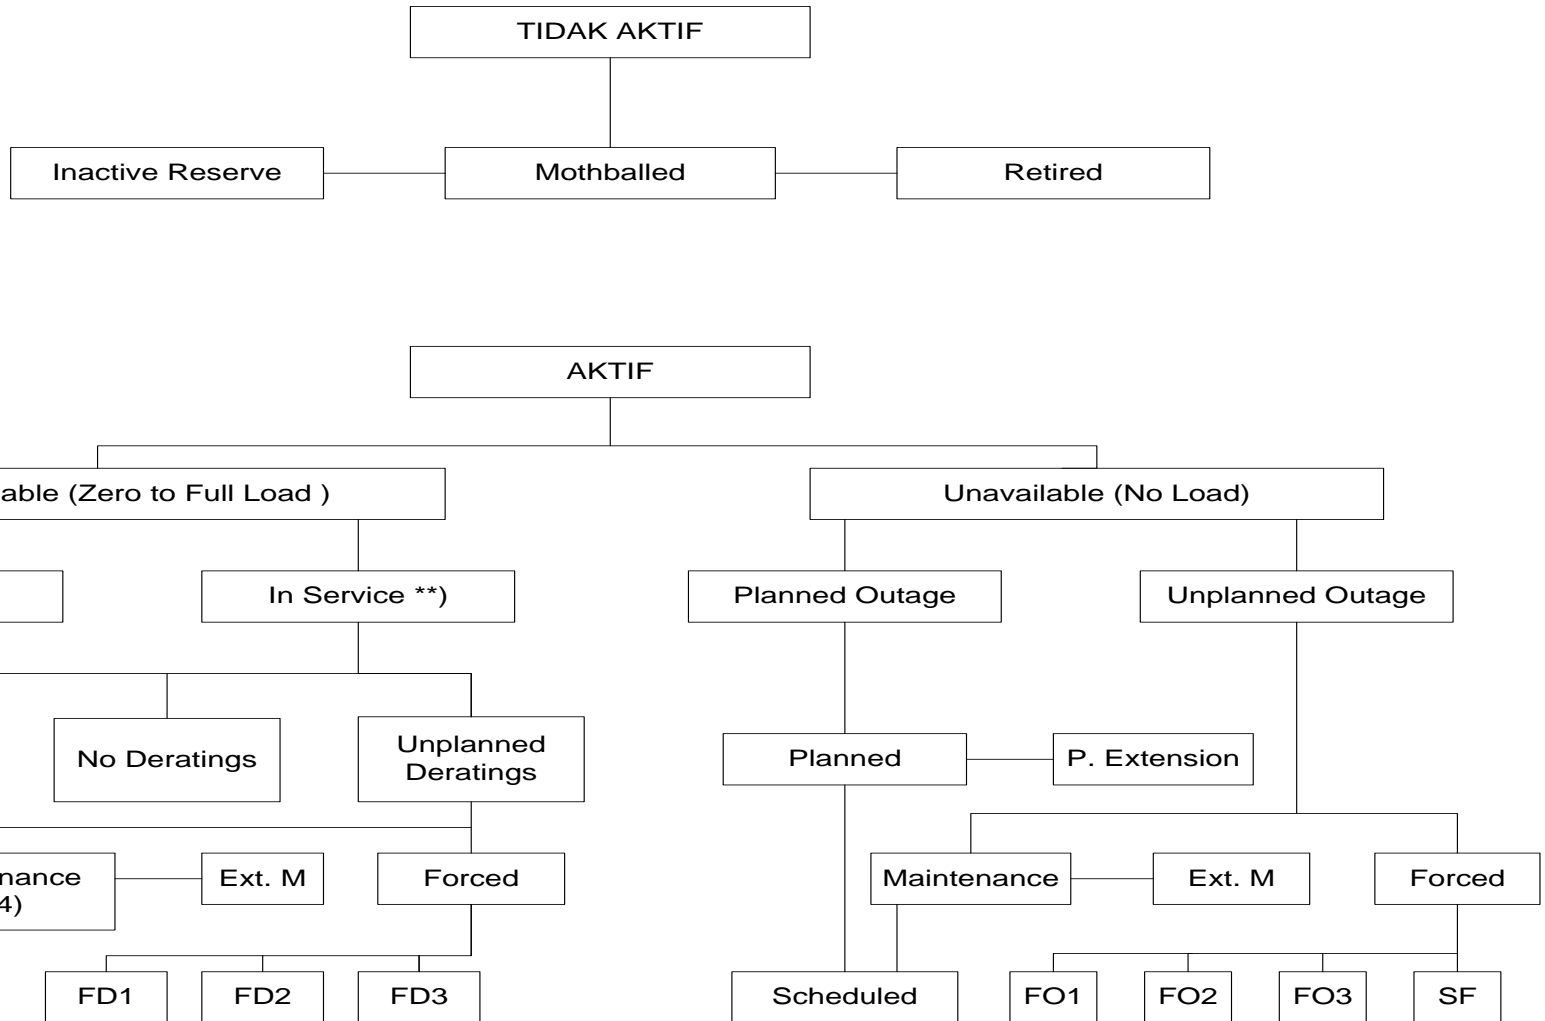 TIDAK AKTIF
Inactive Reserve
Mothballed
Retired
AKTIF
able (Zero to Full Load )
Unavailable (No Load)
In Service **)
Planned Outage
Unplanned Outage
No Deratings
Unplanned
Deratings
Planned
P. Extension
nance
4)
Ext. M
Forced
Maintenance
Ext. M
Forced
FD1
FD2
FD3
Scheduled
FO1
FO2
FO3
SF